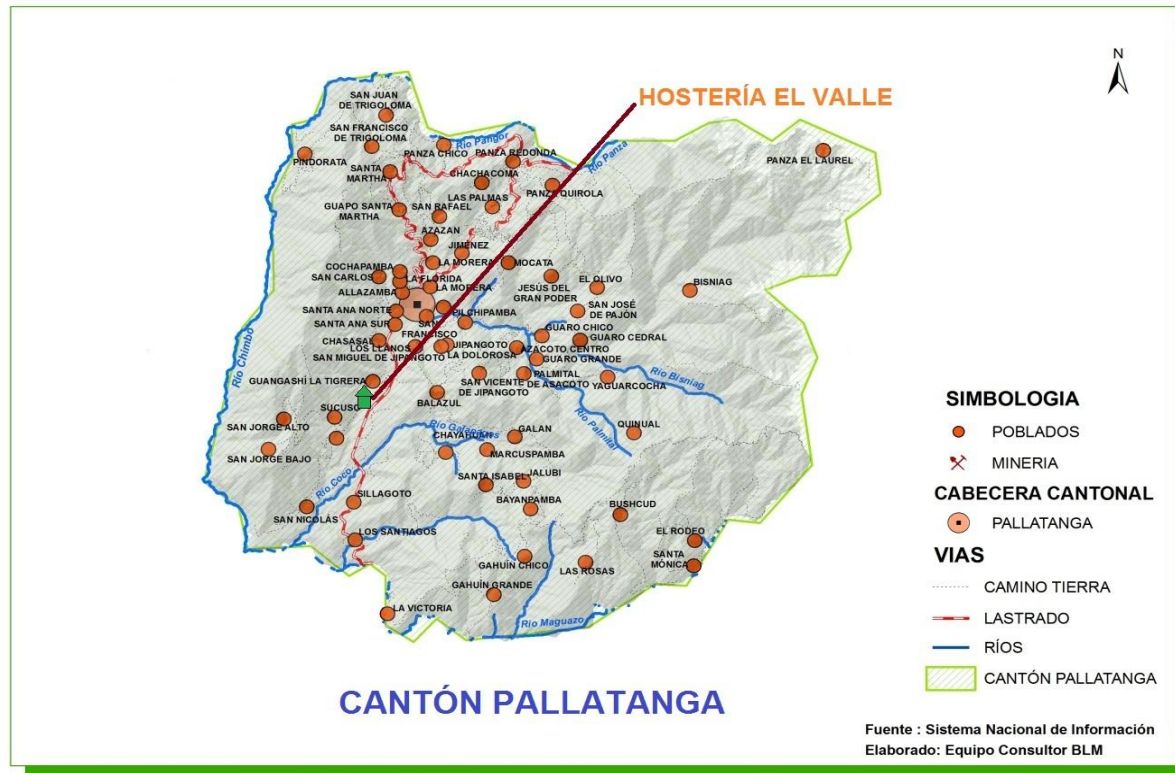 N
HOSTERÍA EL VALLE
SAN JUAN
DE TRIGOLOMA
SAN FRANCISCO
DE TRIGOLOMA
PINDORATA
Río Pangor
PANZA CHICO
PANZA REDONDA
Río Panza
PANZA EL LAUREL
SANTA
MARTHA
CHACHACOMA
PANZA QUIROLA
LAS PALMAS
GUAPO SANTA
MARTHA
SAN RAFAEL
AZAZAN
JIMÉNEZ
COCHAPAMBA
LA MORERA
MOCATA
SAN CARLOS
LA FLORIDA
JESÚS DEL
GRAN PODER
EL OLIVO
BISNIAG
ALLAZAMBA
LA MORERA
SANTA ANA NORTE
PILCHIPAMBA
SAN JOSÉ
DE PAJÓN
SANTA ANA SUR
SAN
FRANCISCO
GUARO CHICO
CHASASAL
LOS LLANOS
JIPANGOTO
GUARO CEDRAL
SAN MIGUEL DE JIPANGOTO
LA DOLOROSA
AZACOTO CENTRO
GUARO GRANDE
Río Chimbo
GUANGASHÍ LA TIGRERA
SAN VICENTE
DE JIPANGOTO
PALMITAL
DE ASACOTO
YAGUARCOCHA
Río Bisniag
BALAZUL
SUCUSO
SAN JORGE ALTO
Río Galápagos
CHAYAHUAN
GALAN
Río Palmital
QUINUAL
MARCUSPAMBA
SAN JORGE BAJO
Río Coco
SANTA ISABEL
JALUBI
SILLAGOTO
BAYANPAMBA
BUSHCUD
SAN NICOLÁS
LOS SANTIAGOS
EL RODEO
SANTA
MÓNICA
GAHUÍN CHICO
LAS ROSAS
GAHUÍN GRANDE
LA VICTORIA
Río Maguazo
CANTÓN PALLATANGA
SIMBOLOGIA
POBLADOS
MINERIA
CABECERA CANTONAL
PALLATANGA
VIAS
CAMINO TIERRA
LASTRADO
RÍOS
CANTÓN PALLATANGA
Fuente : Sistema Nacional de Información
Elaborado: Equipo Consultor BLM